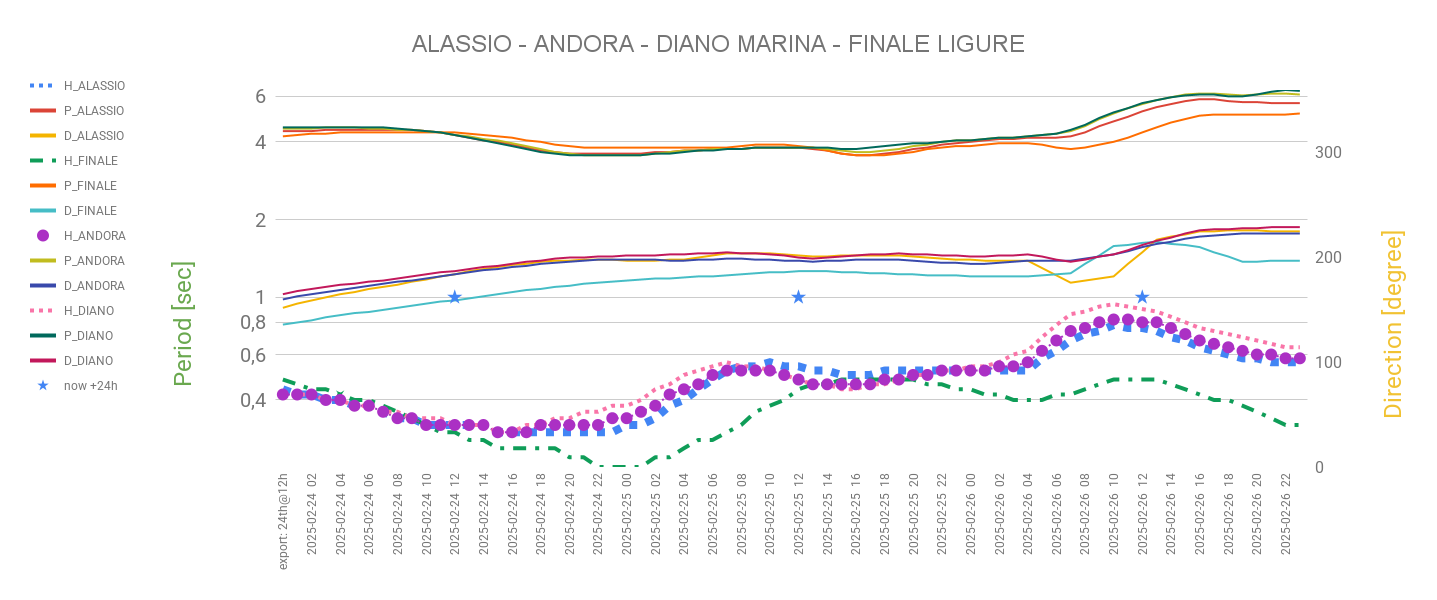 ALASSIO - ANDORA - DIANO MARINA - FINALE LIGURE
H_ALASSIO
P_ALASSIO
D_ALASSIO
H_FINALE
P_FINALE
D_FINALE
H_ANDORA
P_ANDORA
D_ANDORA
H_DIANO
P_DIANO
D_DIANO
now +24h
Period [sec]
6
4
2
1
0,8
0,6
0,4
300
200
100
0
Direction [degree]
export: 24th@12h
2025-02-24 02
2025-02-24 04
2025-02-24 06
2025-02-24 08
2025-02-24 10
2025-02-24 12
2025-02-24 14
2025-02-24 16
2025-02-24 18
2025-02-24 20
2025-02-24 22
2025-02-25 00
2025-02-25 02
2025-02-25 04
2025-02-25 06
2025-02-25 08
2025-02-25 10
2025-02-25 12
2025-02-25 14
2025-02-25 16
2025-02-25 18
2025-02-25 20
2025-02-25 22
2025-02-26 00
2025-02-26 02
2025-02-26 04
2025-02-26 06
2025-02-26 08
2025-02-26 10
2025-02-26 12
2025-02-26 14
2025-02-26 16
2025-02-26 18
2025-02-26 20
2025-02-26 22